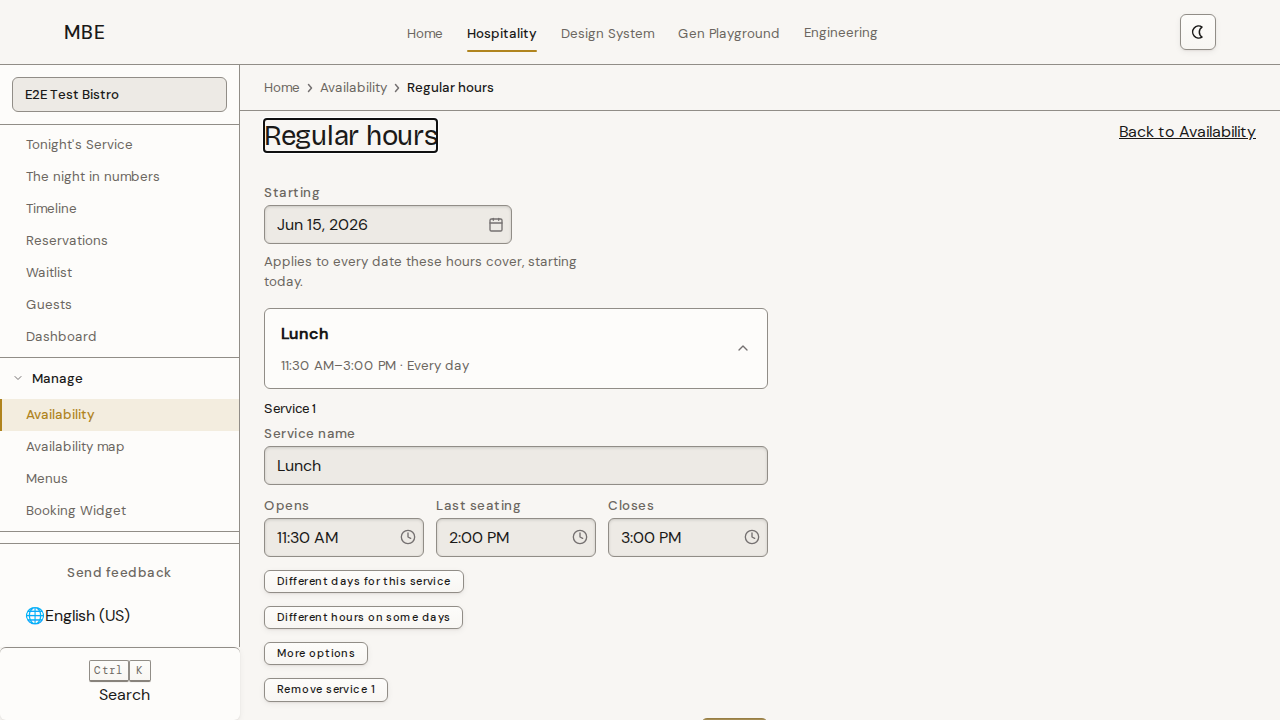 MBE
Home
Hospitality
Design System
Gen Playground
Engineering
E2E Test Bistro
Tonight's Service
The night in numbers
Timeline
Reservations
Waitlist
Guests
Dashboard
Manage
Availability
Availability map
Menus
Booking Widget
Send feedback
English (US)
Ctrl K
Search
Home > Availability > Regular hours
Regular hours
Back to Availability
Starting
Jun 15, 2026
Applies to every date these hours cover, starting
today.
Lunch
11:30 AM–3:00 PM · Every day
Service 1
Service name
Lunch
Opens
Last seating
Closes
11:30 AM
2:00 PM
3:00 PM
Different days for this service
Different hours on some days
More options
Remove service 1